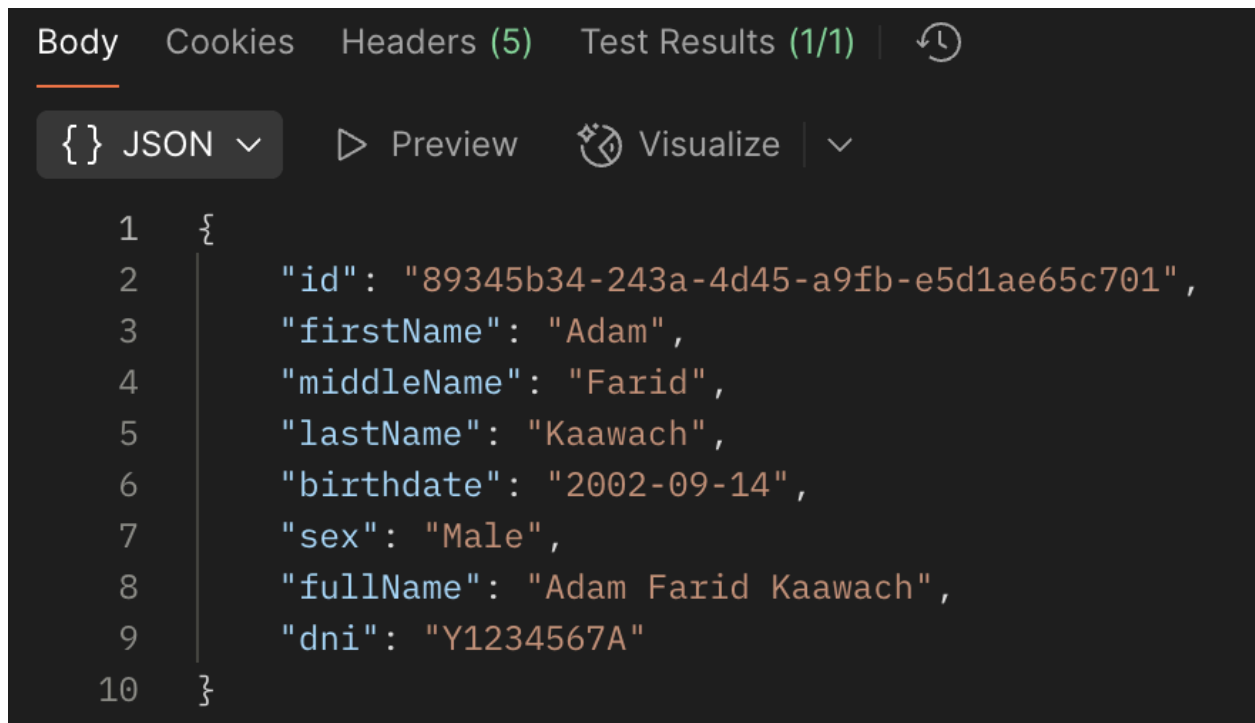 Body Cookies Headers (5) Test Results (1/1)
{} JSON Preview Visualize
1 {
2 "id": "89345b34-243a-4d45-a9fb-e5d1ae65c701",
3 "firstName": "Adam",
4 "middleName": "Farid",
5 "lastName": "Kaawach",
6 "birthdate": "2002-09-14",
7 "sex": "Male",
8 "fullName": "Adam Farid Kaawach",
9 "dni": "Y1234567A"
10 }